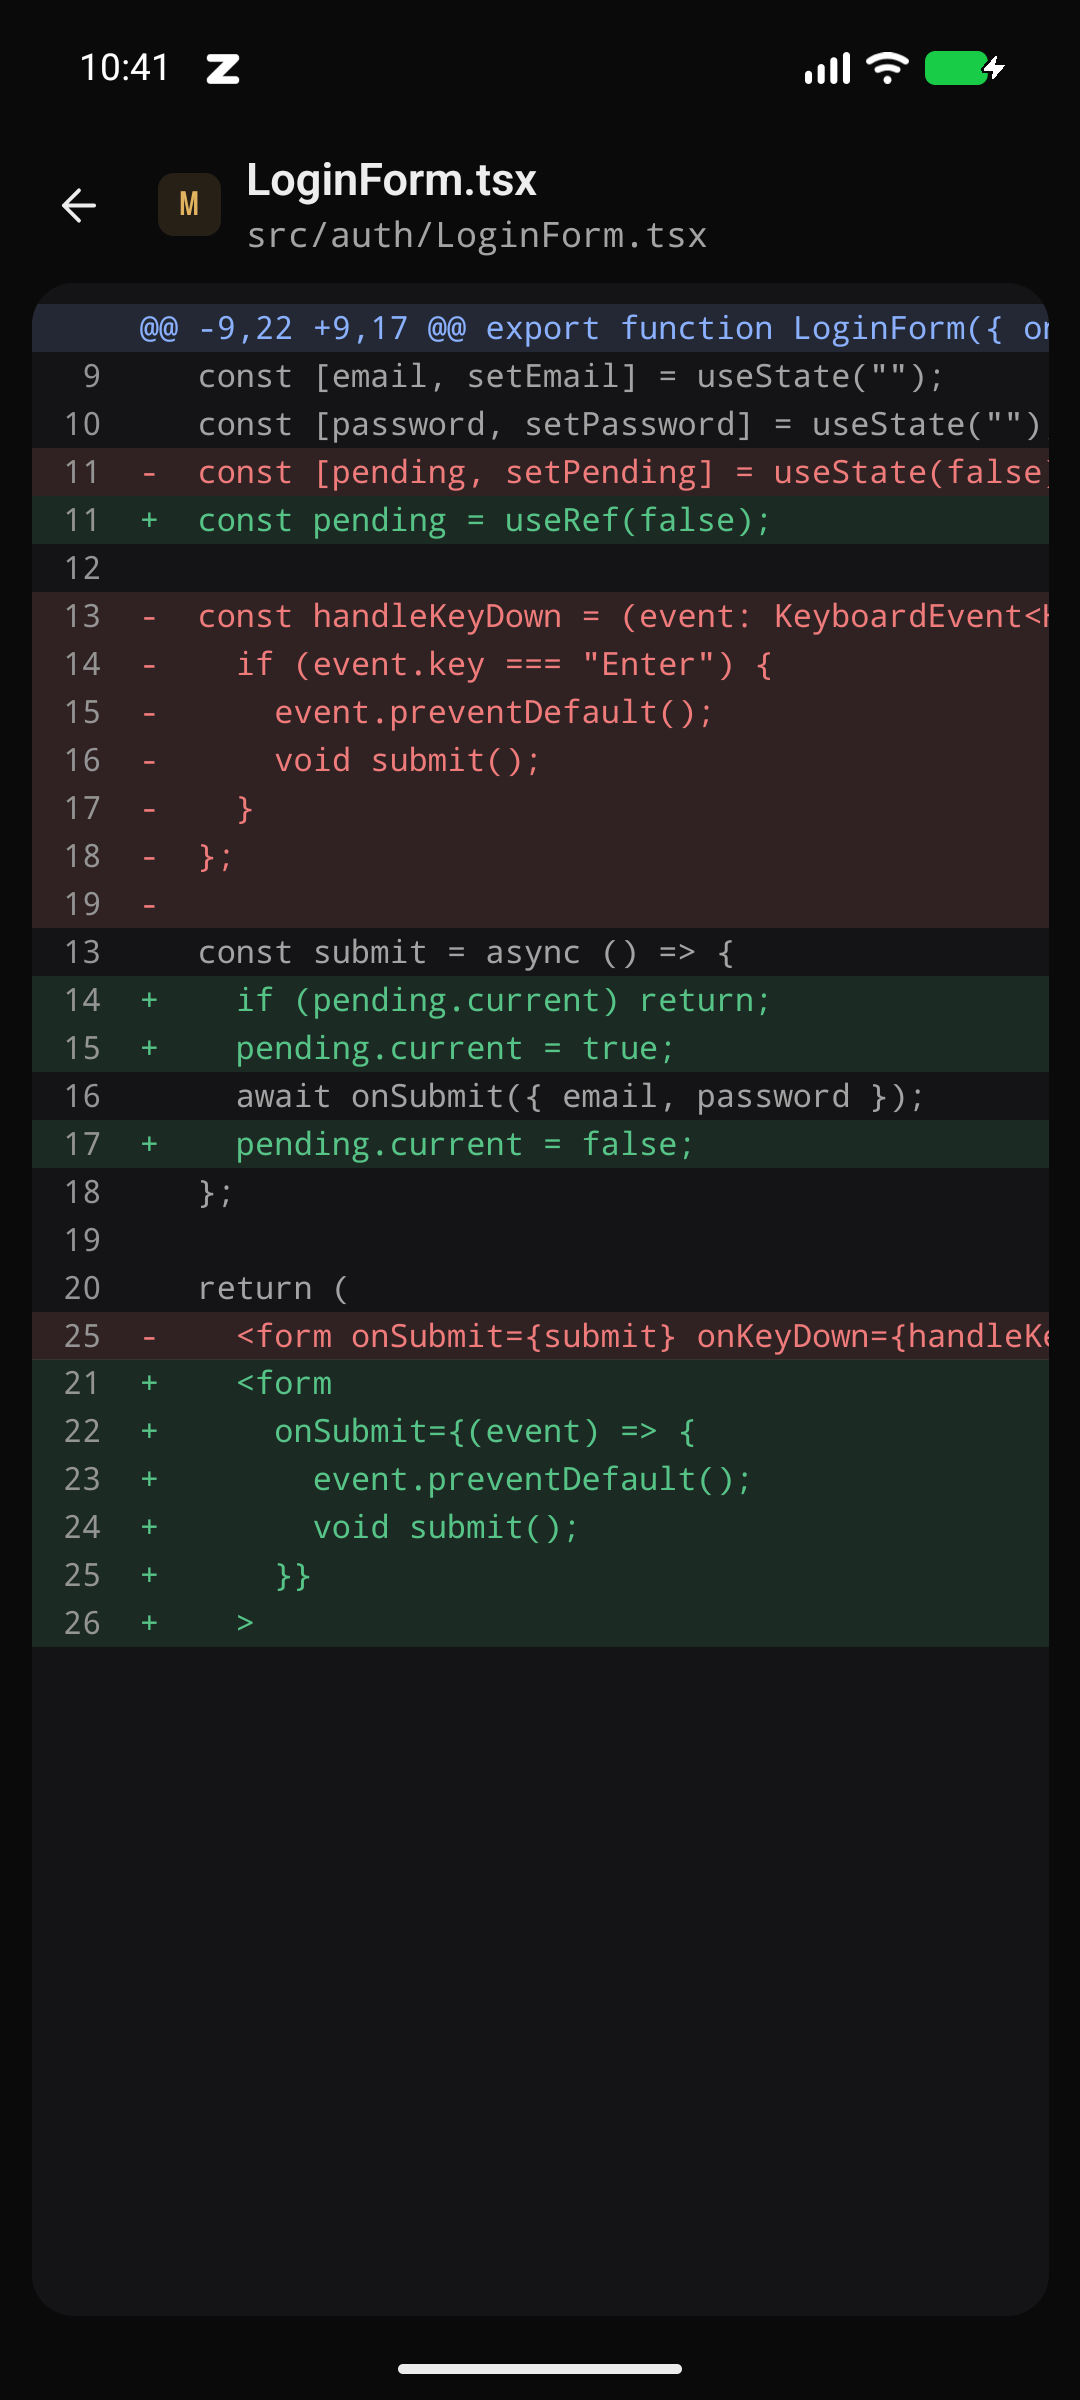 10:41 Z
M
LoginForm.tsx
src/auth/LoginForm.tsx
@@ -9,22 +9,17 @@ export function LoginForm({ on
9 const [email, setEmail] = useState("");
10 const [password, setPassword] = useState("")
11 - const [pending, setPending] = useState(false)
11 + const pending = useRef(false);
12
13 - const handleKeyDown = (event: KeyboardEvent<H
14 - if (event.key === "Enter") {
15 - event.preventDefault();
16 - void submit();
17 - }
18 - };
19 -
13 const submit = async () => {
14 + if (pending.current) return;
15 + pending.current = true;
16 await onSubmit({ email, password });
17 + pending.current = false;
18 };
19
20 return (
25 - <form onSubmit={submit} onKeyDown={handleKe
21 + <form
22 + onSubmit={(event) => {
23 + event.preventDefault();
24 + void submit();
25 + }}
26 + >